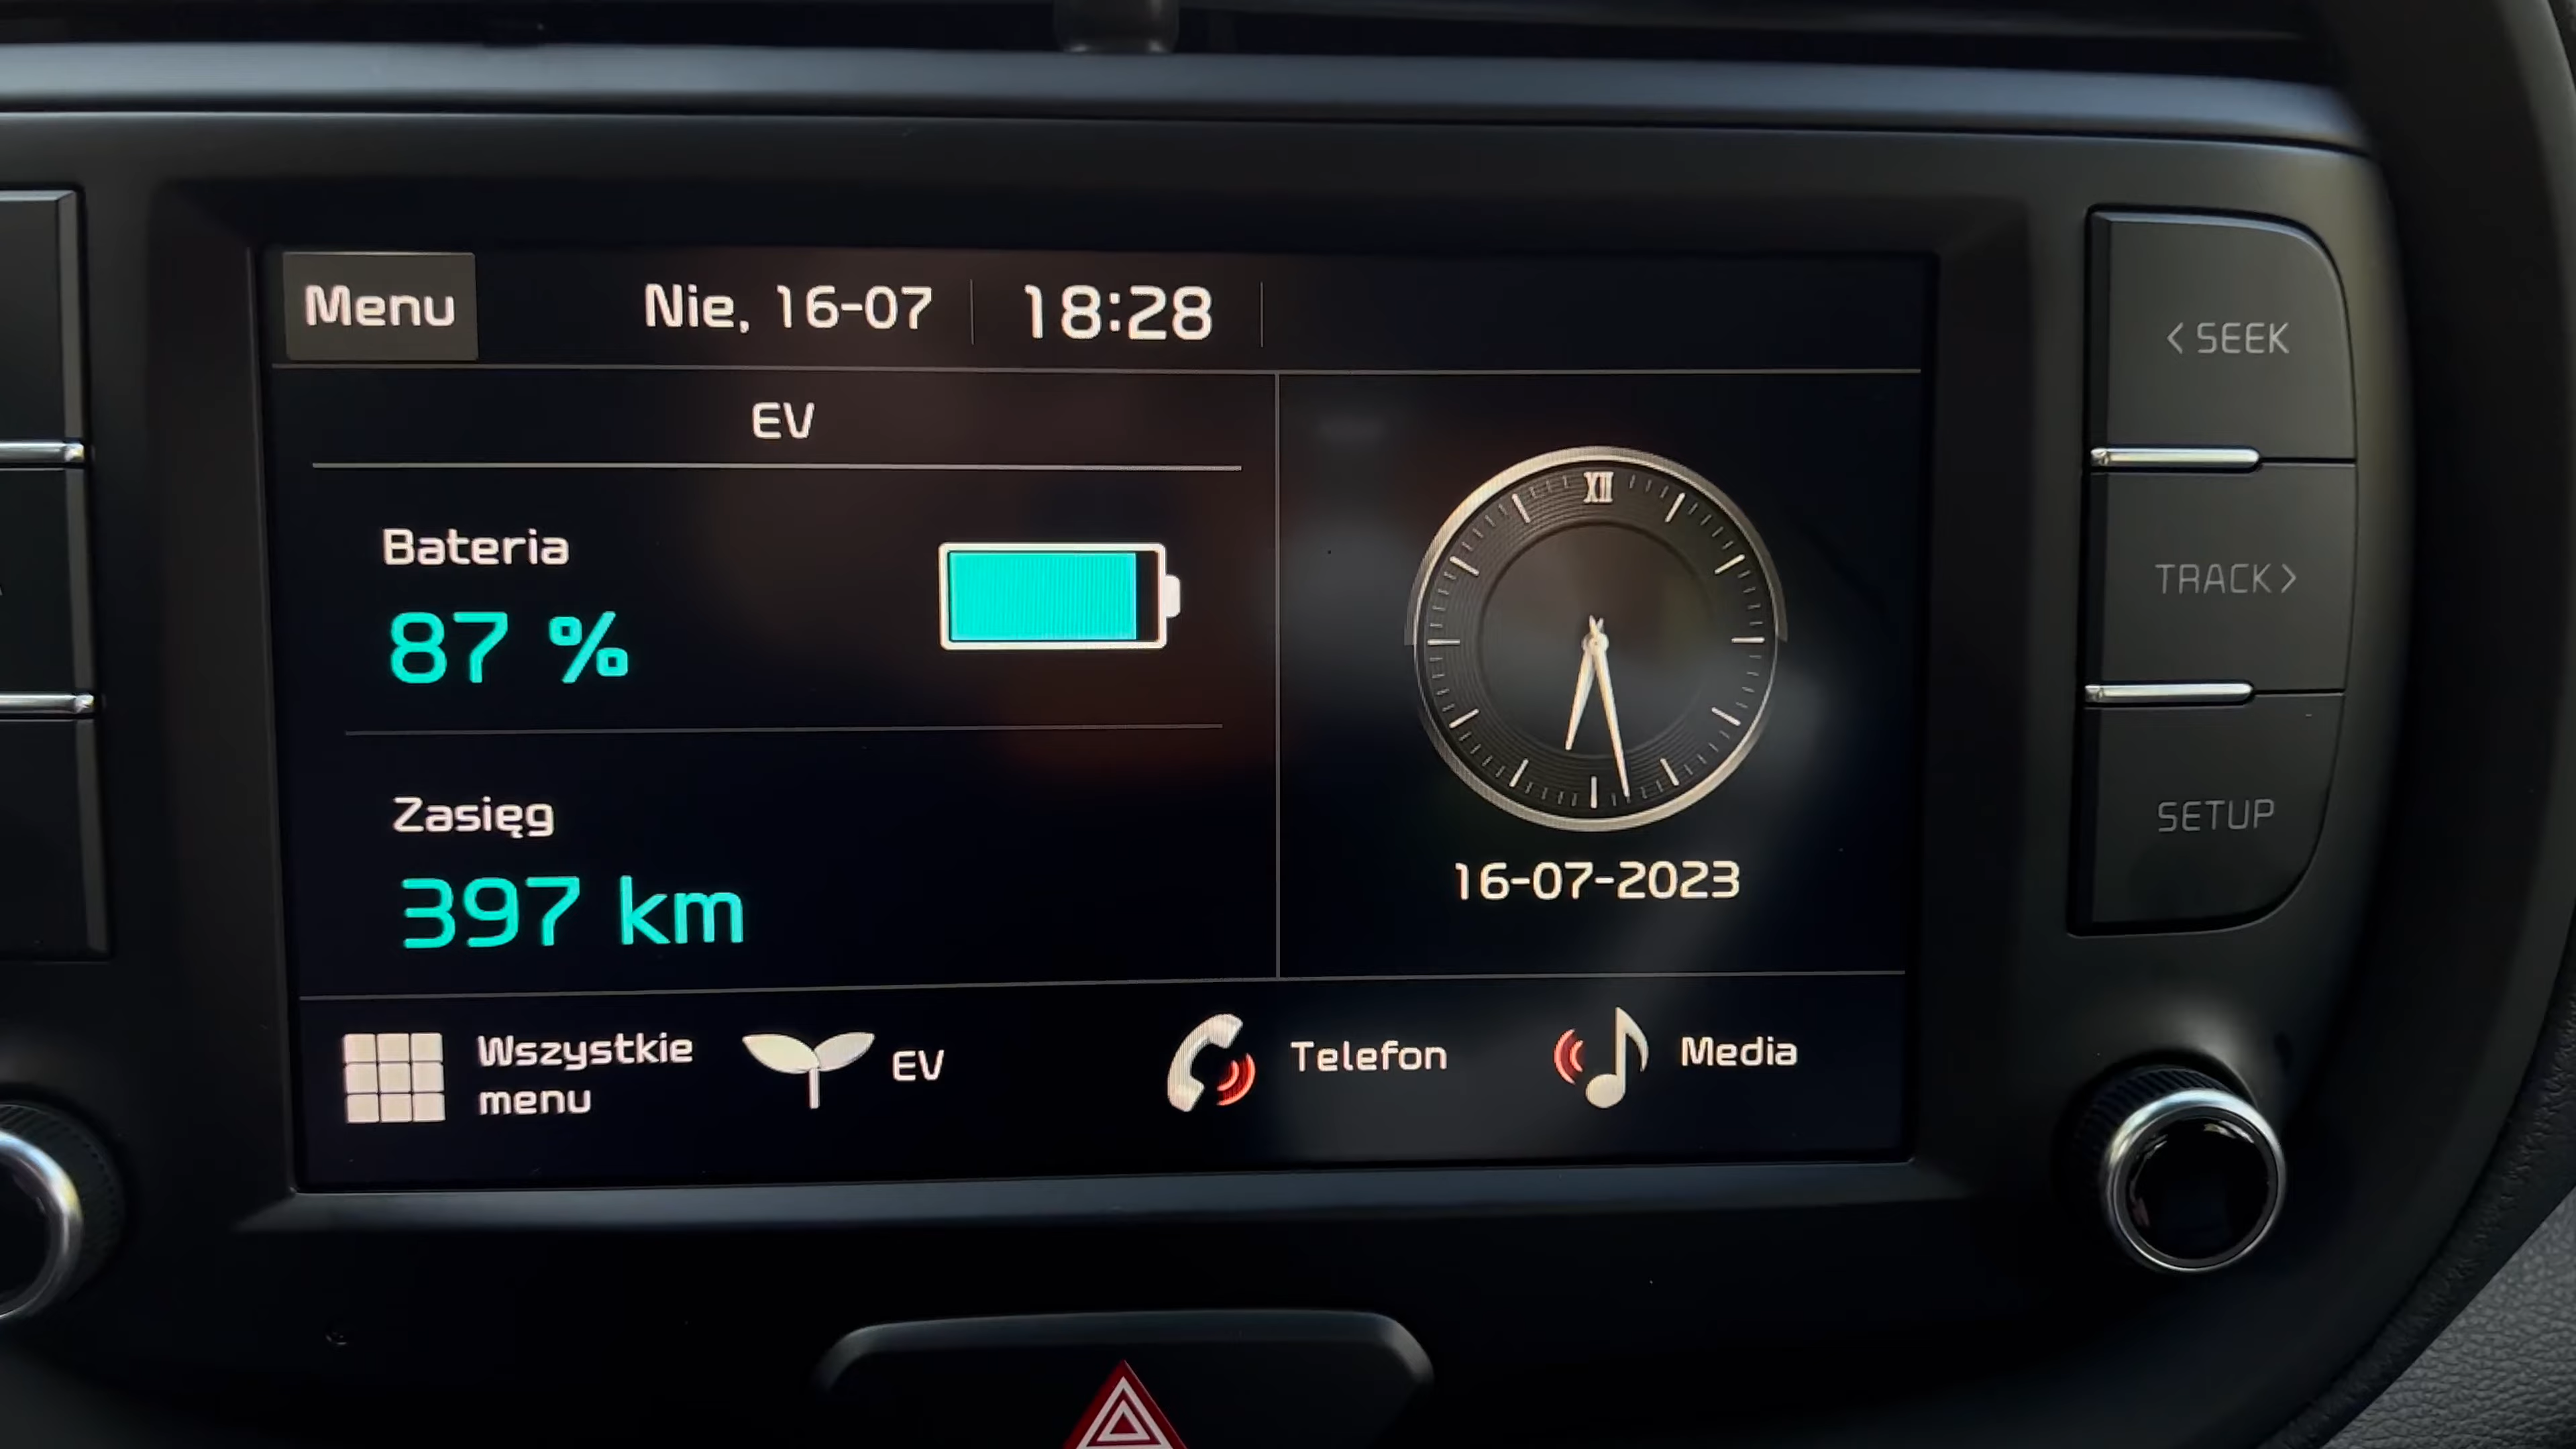 Menu
Nie, 16-07
18:28
EV
Bateria
87 %
Zasięg
397 km
XII
16-07-2023
Wszystkie
menu
EV
Telefon
Media
< SEEK
TRACK >
SETUP